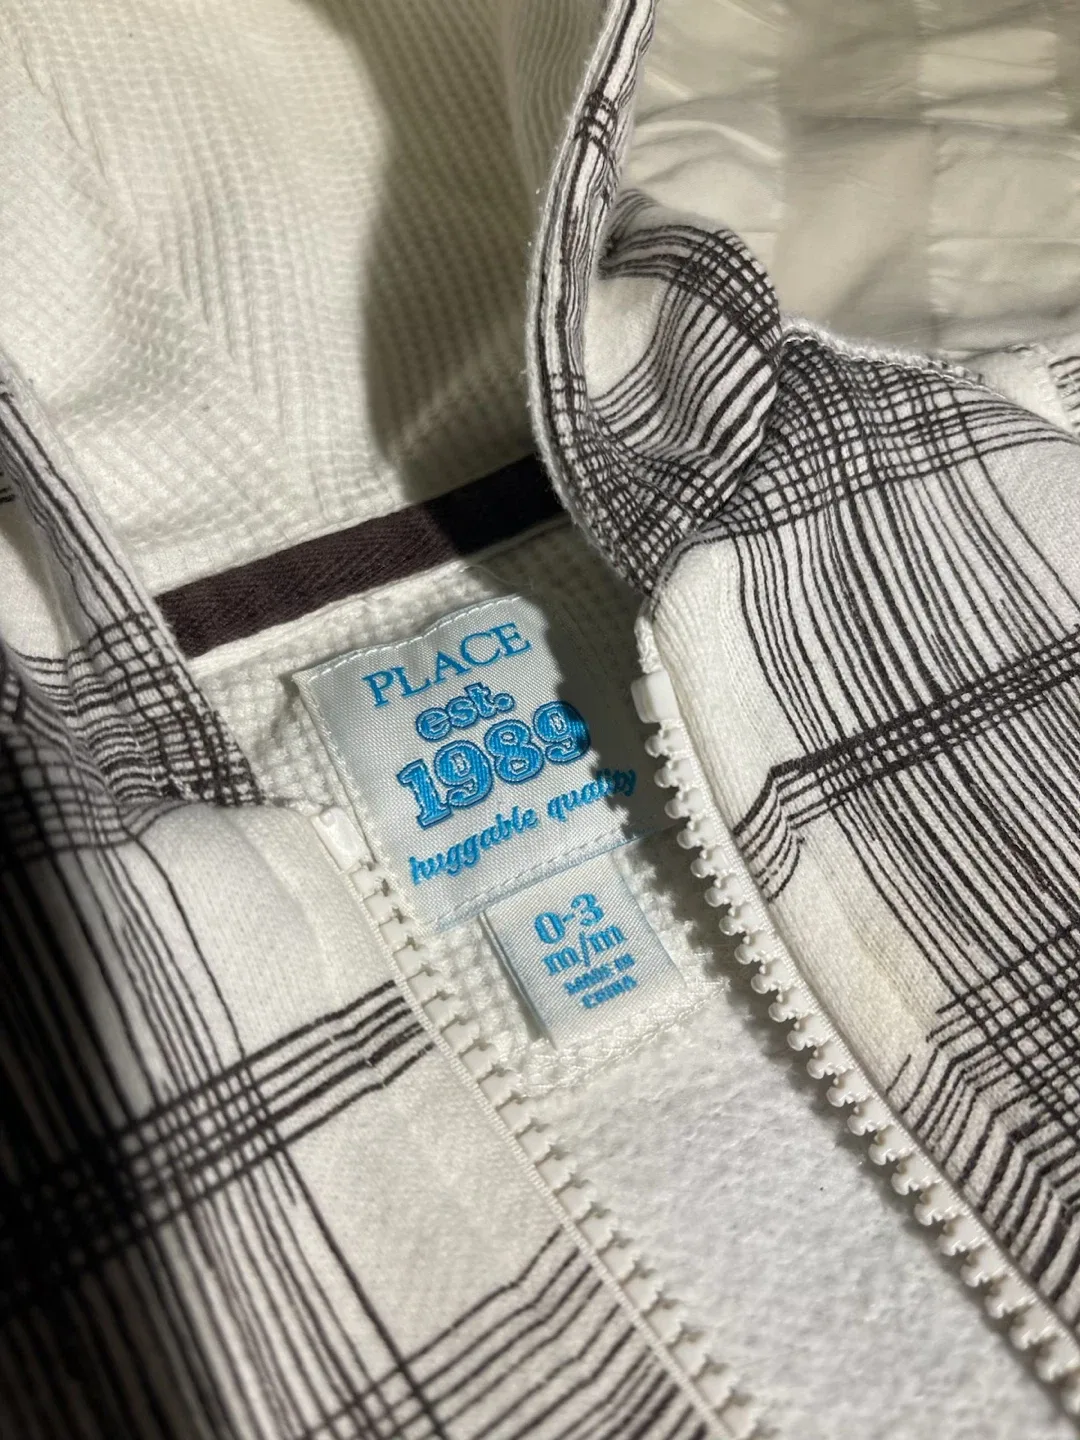 PLACE
est.
1989
huggable quality
0-3
m/m
MADE IN
CHINA